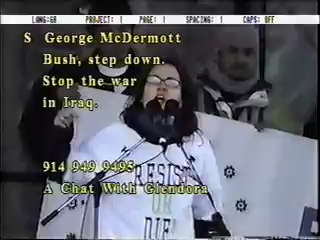 LANG:GB PROJECT: 1 PAGE: 1 SPACING: 1 CAPS: OFF
S George McDermott
Bush, step down.
Stop the war
in Iraq.
914 949 9495
A Chat With Glendora
RESIST
OR
DIE!